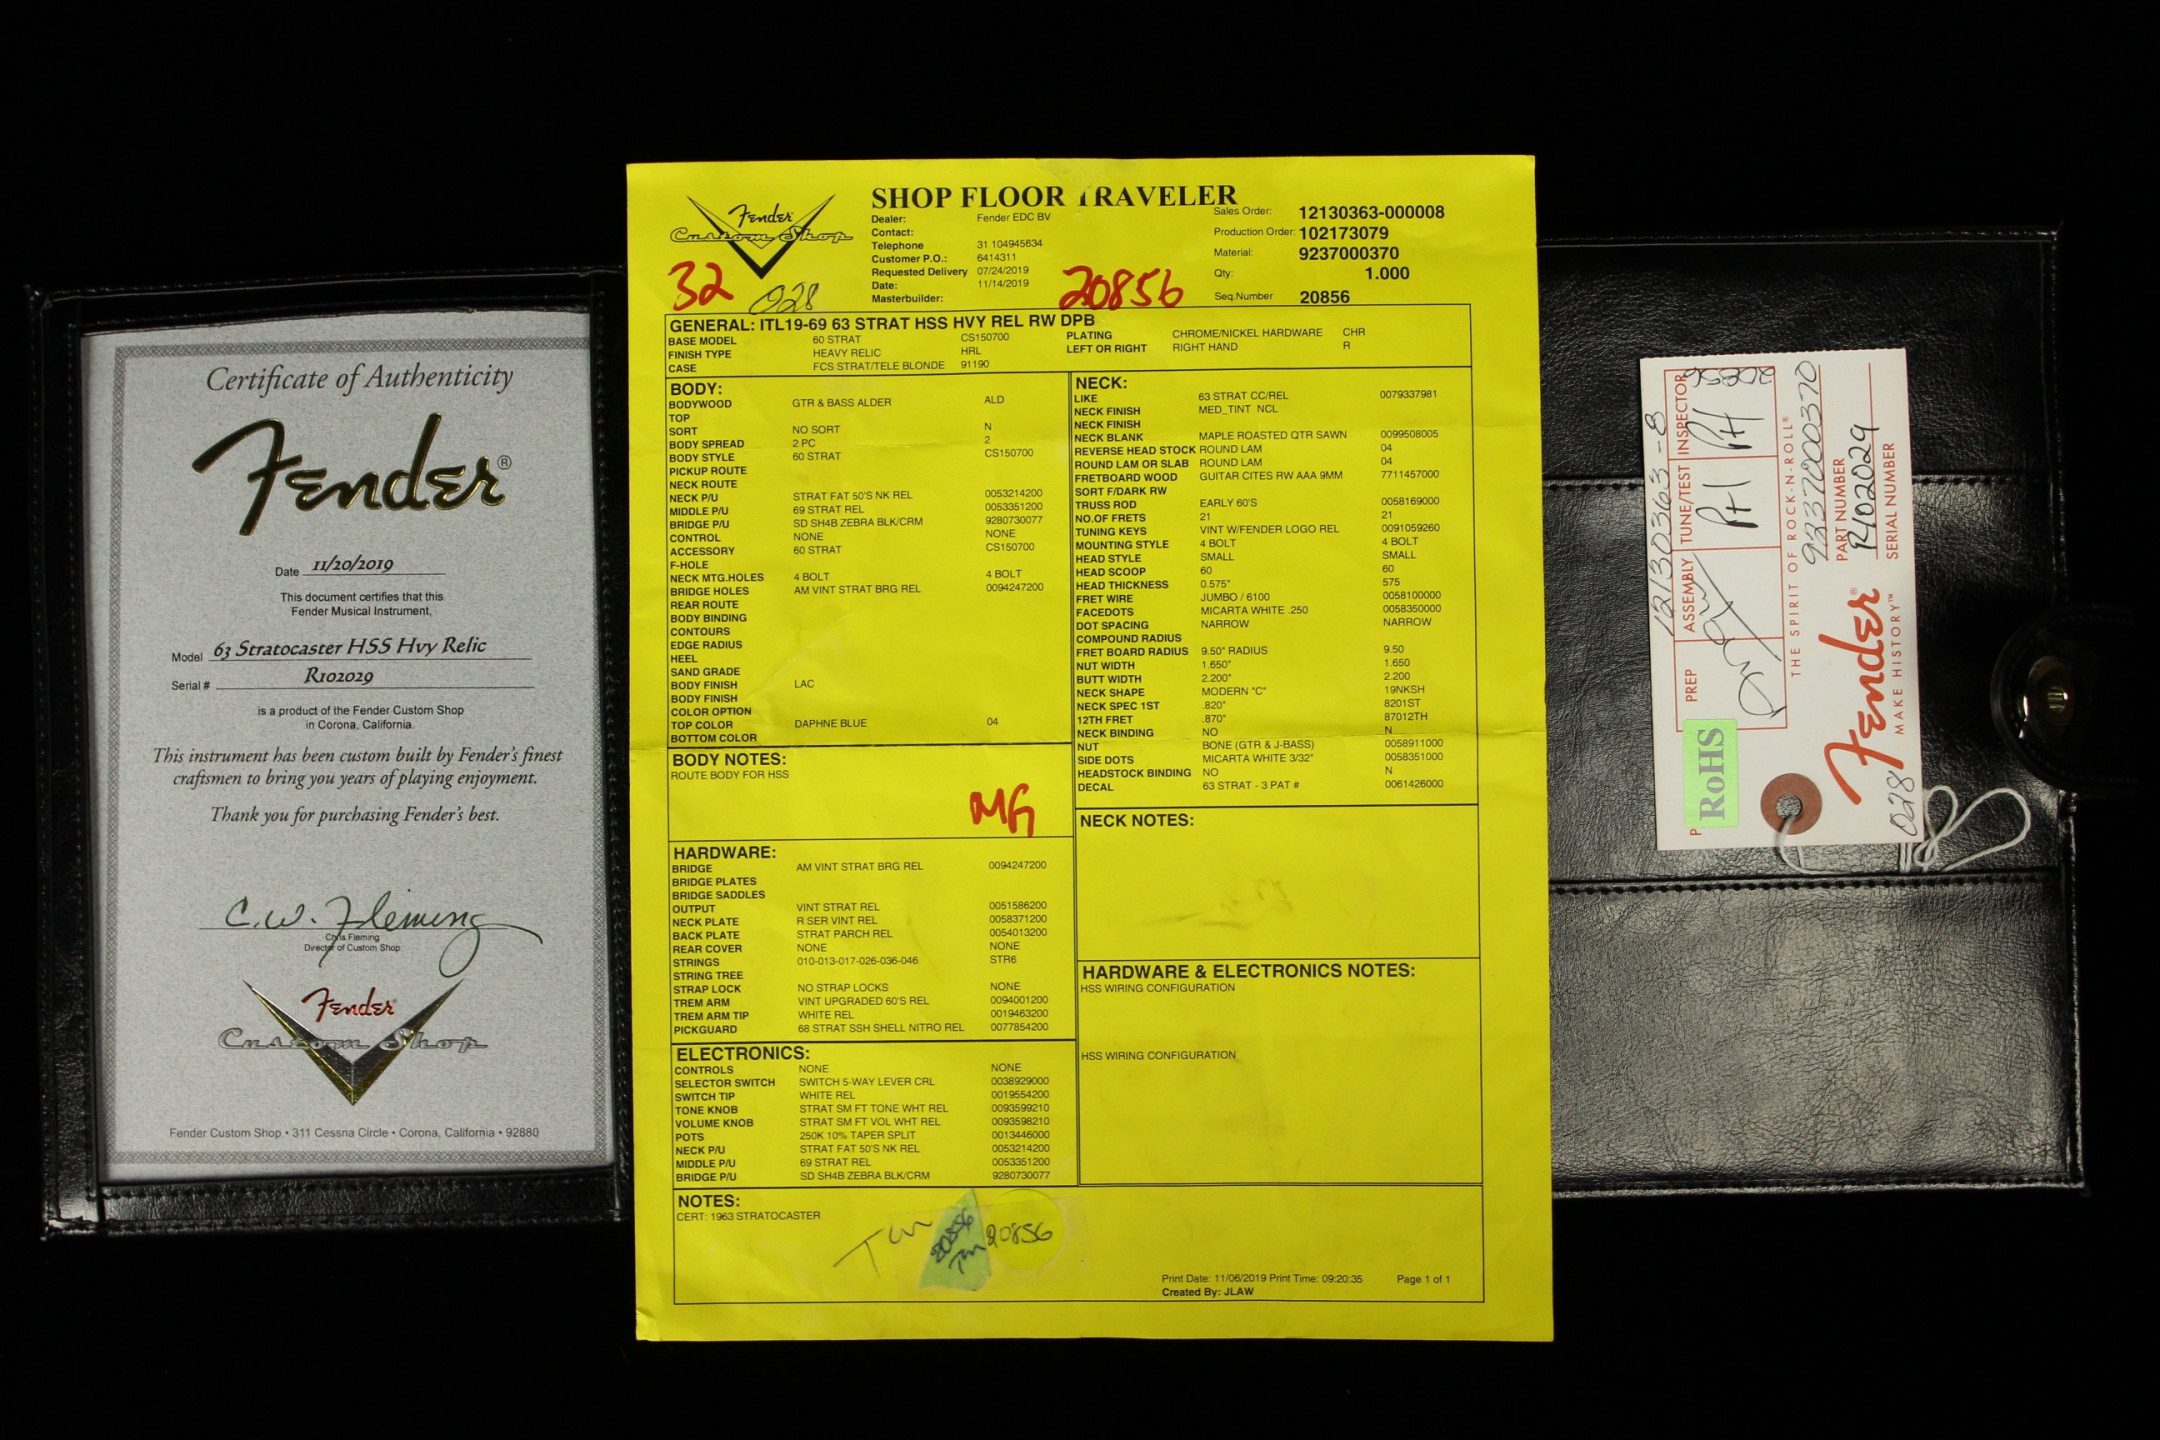 Certificate of Authenticity
Fender®
Date 11/20/2019
This document certifies that this
Fender Musical Instrument,
Model 63 Stratocaster HSS Hvy Relic
Serial # R102029
is a product of the Fender Custom Shop
in Corona, California.
This instrument has been custom built by Fender's finest
craftsmen to bring you years of playing enjoyment.
Thank you for purchasing Fender's best.
C.W. Fleming
Chris Fleming
Director of Custom Shop
Fender
Custom Shop
Fender Custom Shop • 311 Cessna Circle • Corona, California • 92880
Fender
Custom Shop
32
028
20856
SHOP FLOOR TRAVELER
Dealer: Fender EDC BV
Contact:
Telephone 31 104945634
Customer P.O.: 6414311
Requested Delivery 07/24/2019
Date: 11/14/2019
Masterbuilder:
Sales Order: 12130363-000008
Production Order: 102173079
Material: 9237000370
Qty: 1.000
Seq.Number 20856
GENERAL: ITL19-69 63 STRAT HSS HVY REL RW DPB
BASE MODEL 60 STRAT CS150700 PLATING CHROME/NICKEL HARDWARE CHR
FINISH TYPE HEAVY RELIC HRL LEFT OR RIGHT RIGHT HAND R
CASE FCS STRAT/TELE BLONDE 91190
BODY:
BODYWOOD GTR & BASS ALDER ALD
TOP
SORT NO SORT N
BODY SPREAD 2 PC 2
BODY STYLE 60 STRAT CS150700
PICKUP ROUTE
NECK ROUTE
NECK P/U STRAT FAT 50'S NK REL 0053214200
MIDDLE P/U 69 STRAT REL 0053351200
BRIDGE P/U SD SH4B ZEBRA BLK/CRM 9280730077
CONTROL NONE NONE
ACCESSORY 60 STRAT CS150700
F-HOLE
NECK MTG.HOLES 4 BOLT 4 BOLT
BRIDGE HOLES AM VINT STRAT BRG REL 0094247200
REAR ROUTE
BODY BINDING
CONTOURS
EDGE RADIUS
HEEL
SAND GRADE
BODY FINISH LAC
BODY FINISH
COLOR OPTION
TOP COLOR DAPHNE BLUE 04
BOTTOM COLOR
BODY NOTES:
ROUTE BODY FOR HSS
MG
HARDWARE:
BRIDGE AM VINT STRAT BRG REL 0094247200
BRIDGE PLATES
BRIDGE SADDLES
OUTPUT VINT STRAT REL 0051586200
NECK PLATE R SER VINT REL 0058371200
BACK PLATE STRAT PARCH REL 0054013200
REAR COVER NONE NONE
STRINGS 010-013-017-026-036-046 STR6
STRING TREE
STRAP LOCK NO STRAP LOCKS NONE
TREM ARM VINT UPGRADED 60'S REL 0094001200
TREM ARM TIP WHITE REL 0019463200
PICKGUARD 68 STRAT SSH SHELL NITRO REL 0077854200
ELECTRONICS:
CONTROLS NONE NONE
SELECTOR SWITCH SWITCH 5-WAY LEVER CRL 0038929000
SWITCH TIP WHITE REL 0019554200
TONE KNOB STRAT SM FT TONE WHT REL 0093599210
VOLUME KNOB STRAT SM FT VOL WHT REL 0093598210
POTS 250K 10% TAPER SPLIT 0013446000
NECK P/U STRAT FAT 50'S NK REL 0053214200
MIDDLE P/U 69 STRAT REL 0053351200
BRIDGE P/U SD SH4B ZEBRA BLK/CRM 9280730077
NECK:
LIKE 63 STRAT CC/REL 0079337981
NECK FINISH MED_TINT NCL
NECK FINISH
NECK BLANK MAPLE ROASTED QTR SAWN 0099508005
REVERSE HEAD STOCK ROUND LAM 04
ROUND LAM OR SLAB ROUND LAM 04
FRETBOARD WOOD GUITAR CITES RW AAA 9MM 7711457000
SORT F/DARK RW
TRUSS ROD EARLY 60'S 0058169000
NO.OF FRETS 21 21
TUNING KEYS VINT W/FENDER LOGO REL 0091059260
MOUNTING STYLE 4 BOLT 4 BOLT
HEAD STYLE SMALL SMALL
HEAD SCOOP 60 60
HEAD THICKNESS 0.575" 575
FRET WIRE JUMBO / 6100 0058100000
FACEDOTS MICARTA WHITE .250 0058350000
DOT SPACING NARROW NARROW
COMPOUND RADIUS
FRET BOARD RADIUS 9.50" RADIUS 9.50
NUT WIDTH 1.650" 1.650
BUTT WIDTH 2.200" 2.200
NECK SHAPE MODERN "C" 19NKSH
NECK SPEC 1ST .820" 8201ST
12TH FRET .870" 87012TH
NECK BINDING NO N
NUT BONE (GTR & J-BASS) 0058911000
SIDE DOTS MICARTA WHITE 3/32" 0058351000
HEADSTOCK BINDING NO N
DECAL 63 STRAT - 3 PAT # 0061426000
NECK NOTES:
HARDWARE & ELECTRONICS NOTES:
HSS WIRING CONFIGURATION
HSS WIRING CONFIGURATION
NOTES:
CERT: 1963 STRATOCASTER
20856
20856
Print Date: 11/06/2019 Print Time: 09:20:35 Page 1 of 1
Created By: JLAW
12130363-8
PREP ASSEMBLY TUNE/TEST INSPECTOR
20856
RoHS
THE SPIRIT OF ROCK-N-ROLL®
9237000370
PART NUMBER
R102029
SERIAL NUMBER
Fender®
MAKE HISTORY™
028